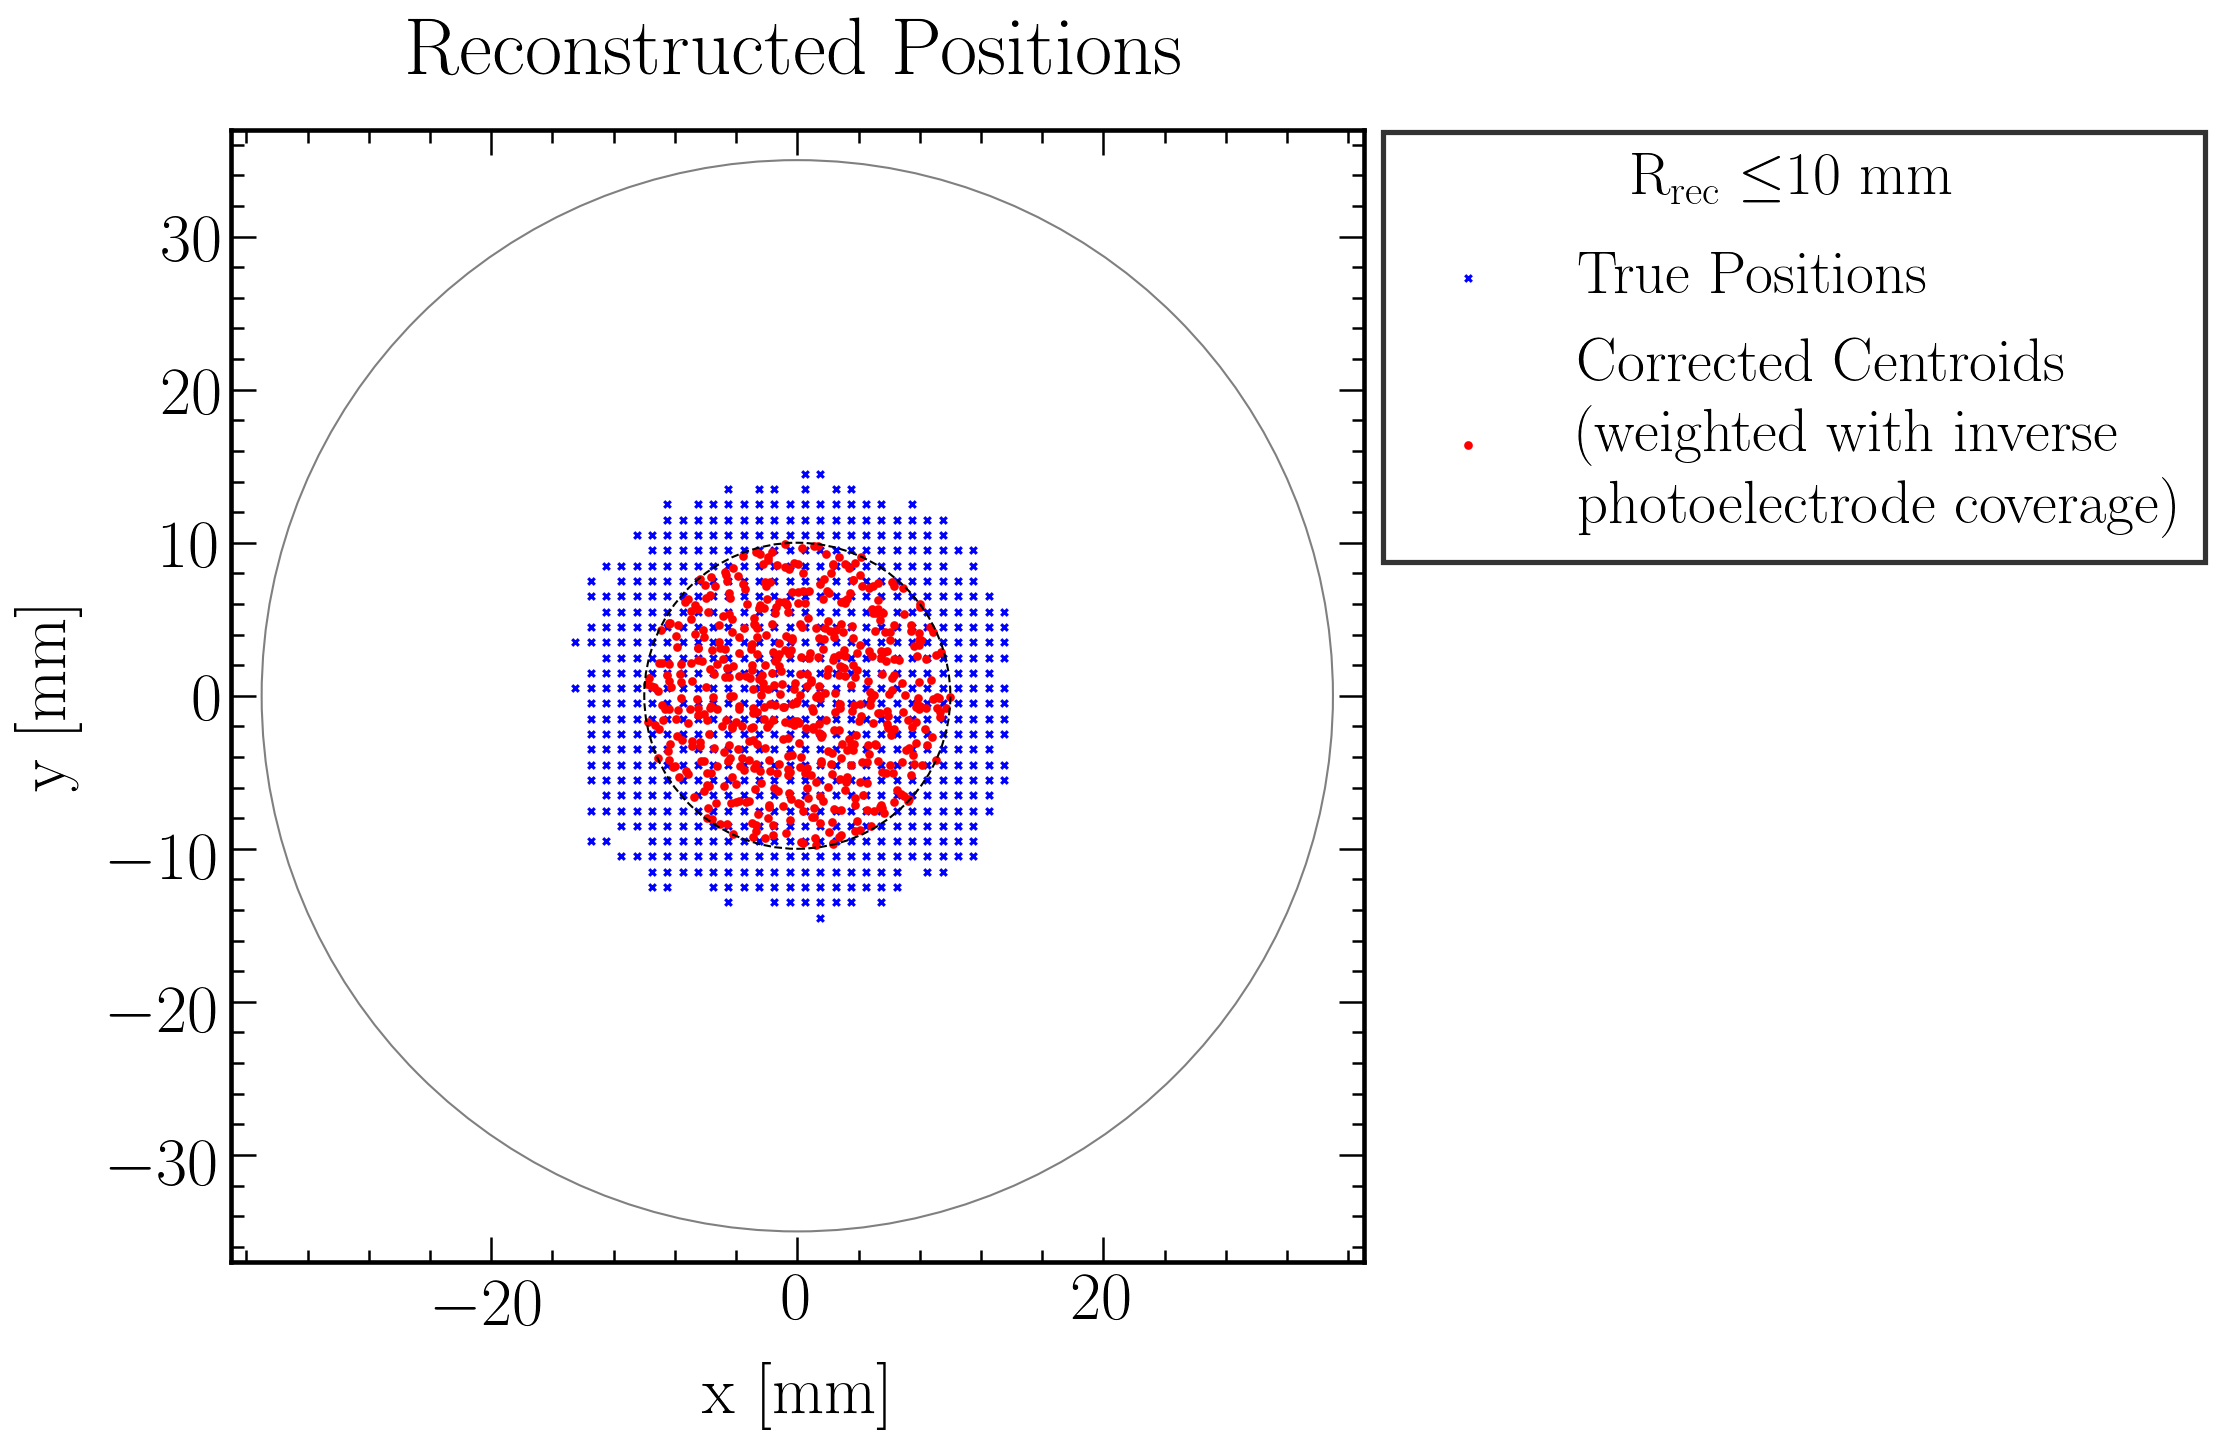 Reconstructed Positions
R_rec ≤10 mm
True Positions
Corrected Centroids
(weighted with inverse
photoelectrode coverage)
y [mm]
30
20
10
0
−10
−20
−30
−20 0 20
x [mm]